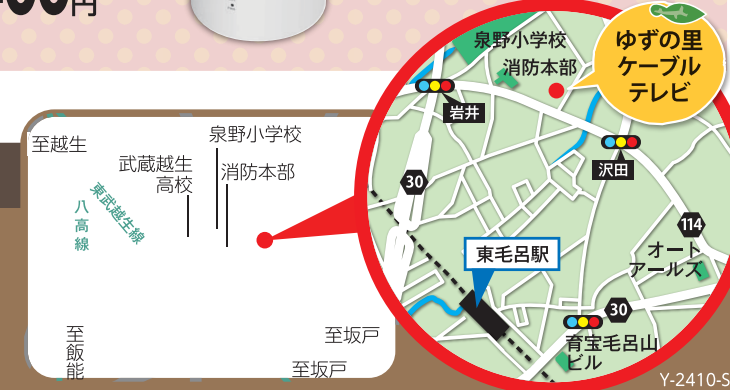 円
至越生
八高線
東武越生線
武蔵越生
高校
泉野小学校
消防本部
至飯能
至坂戸
至坂戸
泉野小学校
消防本部
ゆずの里
ケーブル
テレビ
岩井
沢田
30
114
オート
アールズ
東毛呂駅
30
育宝毛呂山
ビル
Y-2410-S